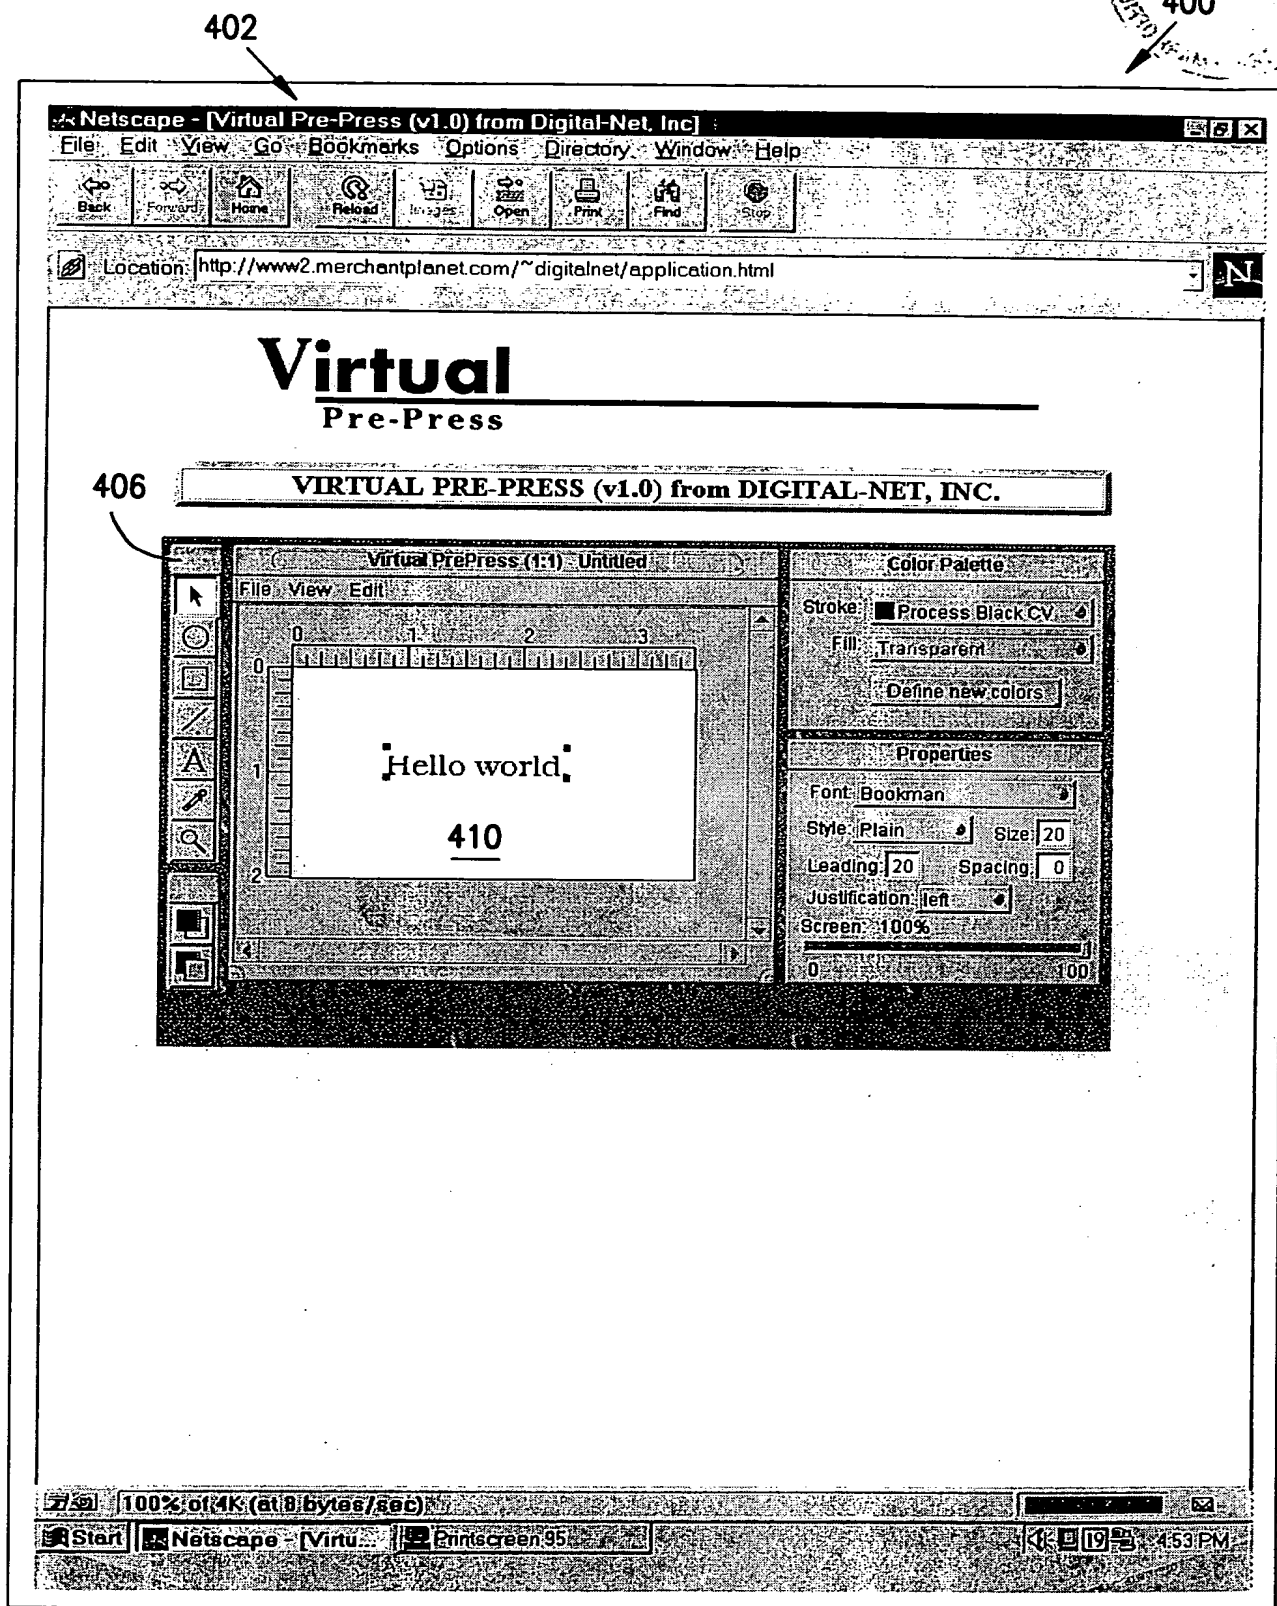 402
400
Netscape - [Virtual Pre-Press (v1.0) from Digital-Net, Inc]
File Edit View Go Bookmarks Options Directory Window Help
Back Forward Home Reload Images Open Print Find Stop
Location: http://www2.merchantplanet.com/~digitalnet/application.html
N
Virtual
Pre-Press
406
VIRTUAL PRE-PRESS (v1.0) from DIGITAL-NET, INC.
Virtual PrePress (1:1) Untitled
File View Edit
0 1 2 3
0
1
2
A
Hello world
410
Color Palette
Stroke: Process Black CV
Fill: Transparent
Define new colors
Properties
Font: Bookman
Style: Plain Size: 20
Leading: 20 Spacing: 0
Justification: left
Screen: 100%
0 100
100% of 4K (at 8 bytes/sec)
Start Netscape - [Virtu... Printscreen 95 19 4:53 PM